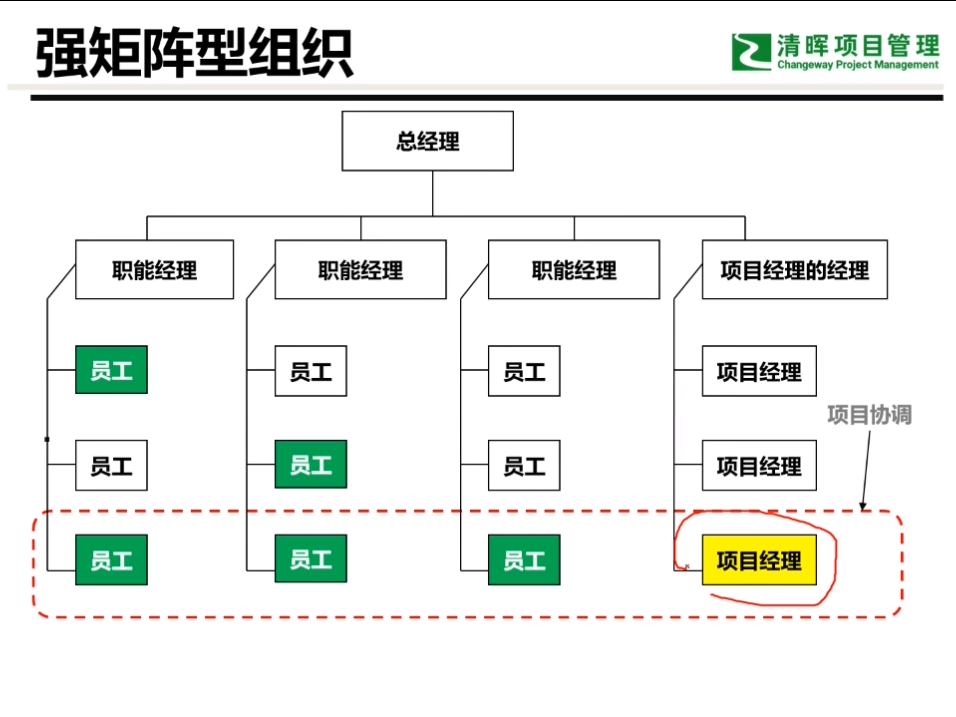 强矩阵型组织
清晖项目管理
Changeway Project Management
总经理
职能经理
职能经理
职能经理
项目经理的经理
员工
员工
员工
项目经理
项目协调
员工
员工
员工
项目经理
员工
员工
员工
项目经理